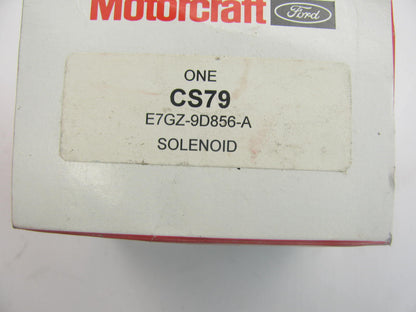 Motorcraft Ford
ONE
CS79
E7GZ-9D856-A
SOLENOID